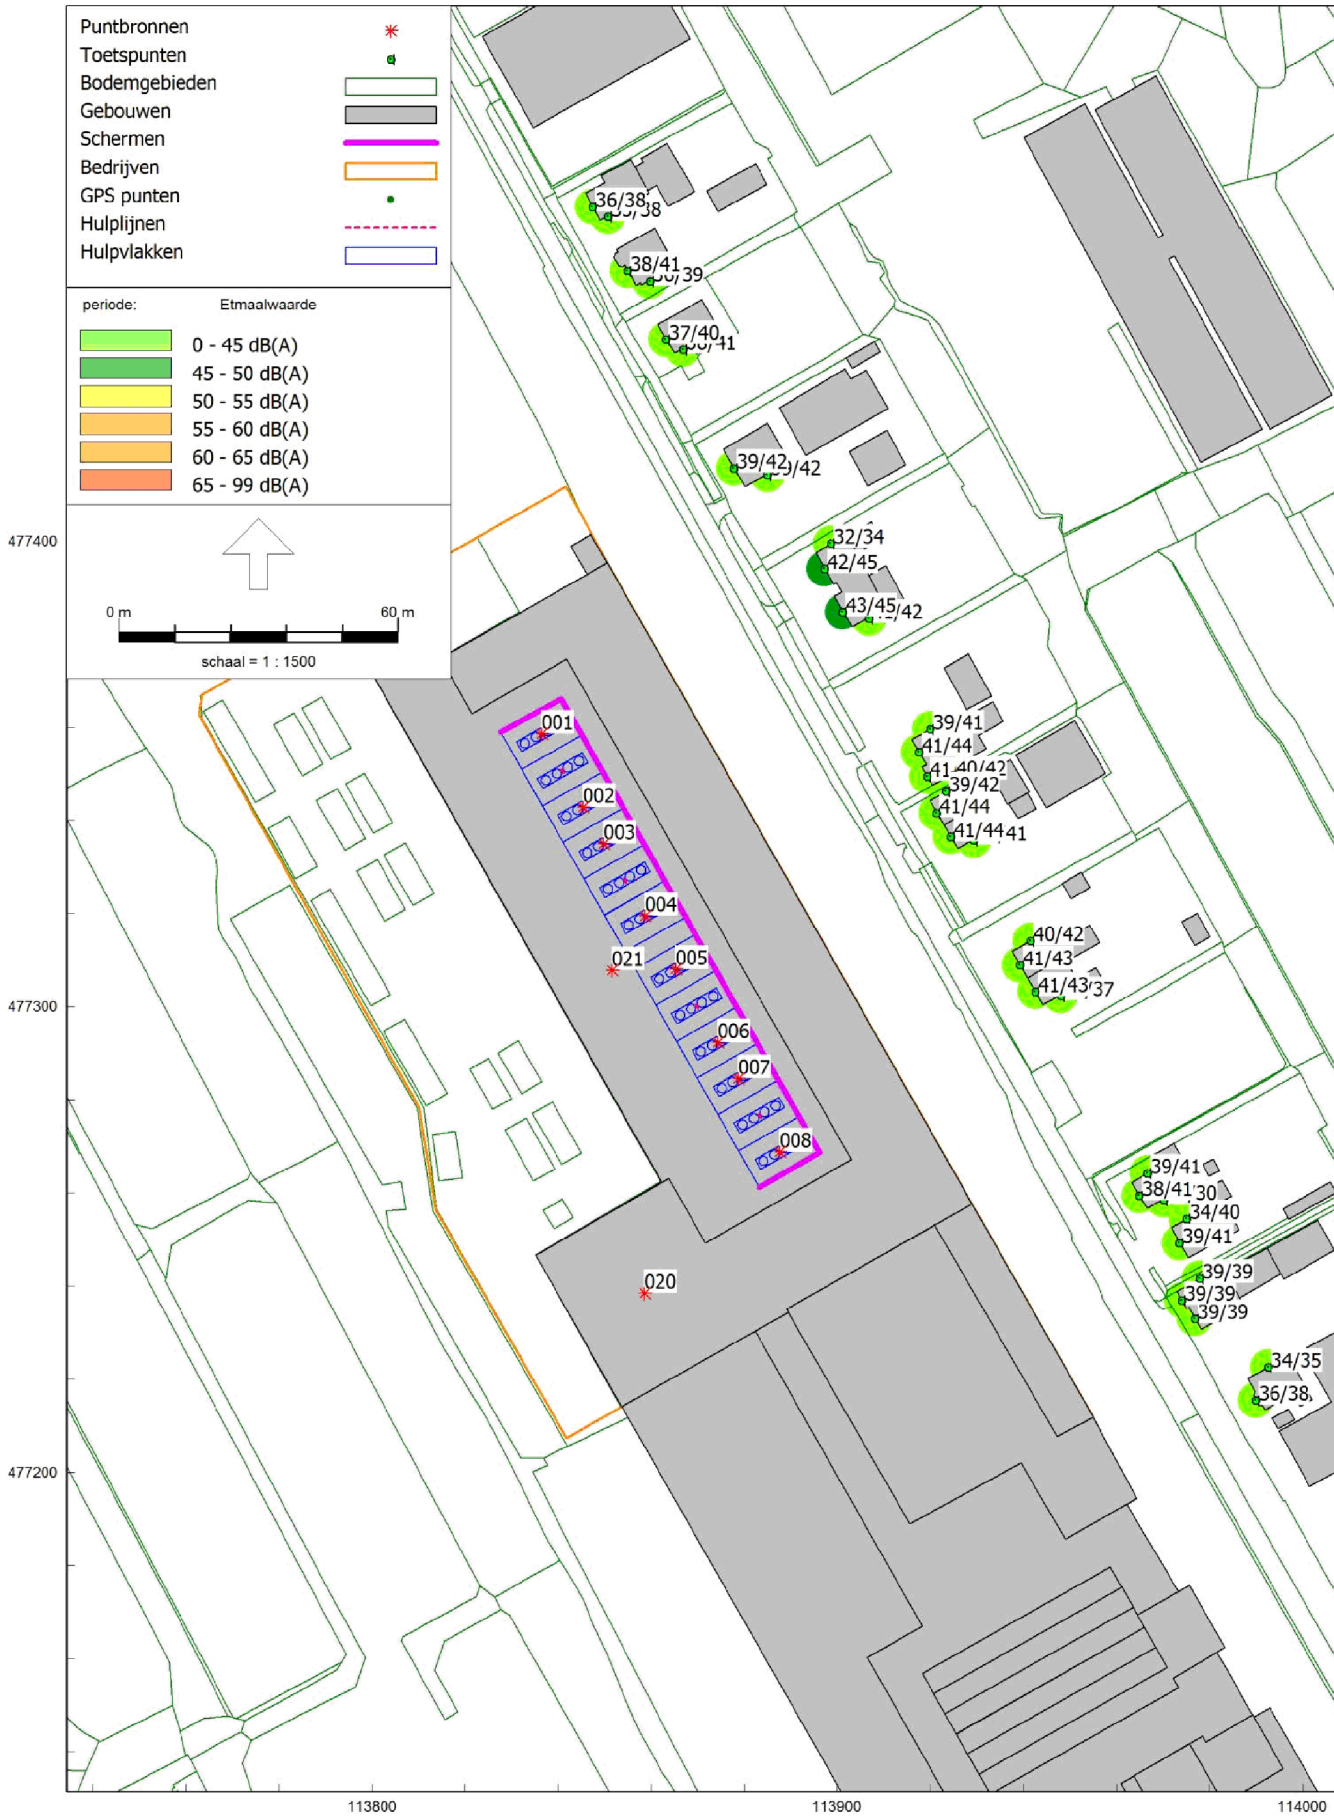 Puntbronnen
Toetspunten
Bodemgebieden
Gebouwen
Schermen
Bedrijven
GPS punten
Hulplijnen
Hulpvlakken
periode: Etmaalwaarde
0 - 45 dB(A)
45 - 50 dB(A)
50 - 55 dB(A)
55 - 60 dB(A)
60 - 65 dB(A)
65 - 99 dB(A)
0 m 60 m
schaal = 1 : 1500
36/38
38/41
37/40
39/42
32/34
42/45
43/45
39/41
41/44
39/42
41/44
41/44
40/42
41/43
41/43
39/41
38/41
34/40
39/41
39/39
39/39
39/39
34/35
36/38
001
002
003
004
021
005
006
007
008
020
477400
477300
477200
113800 113900 114000